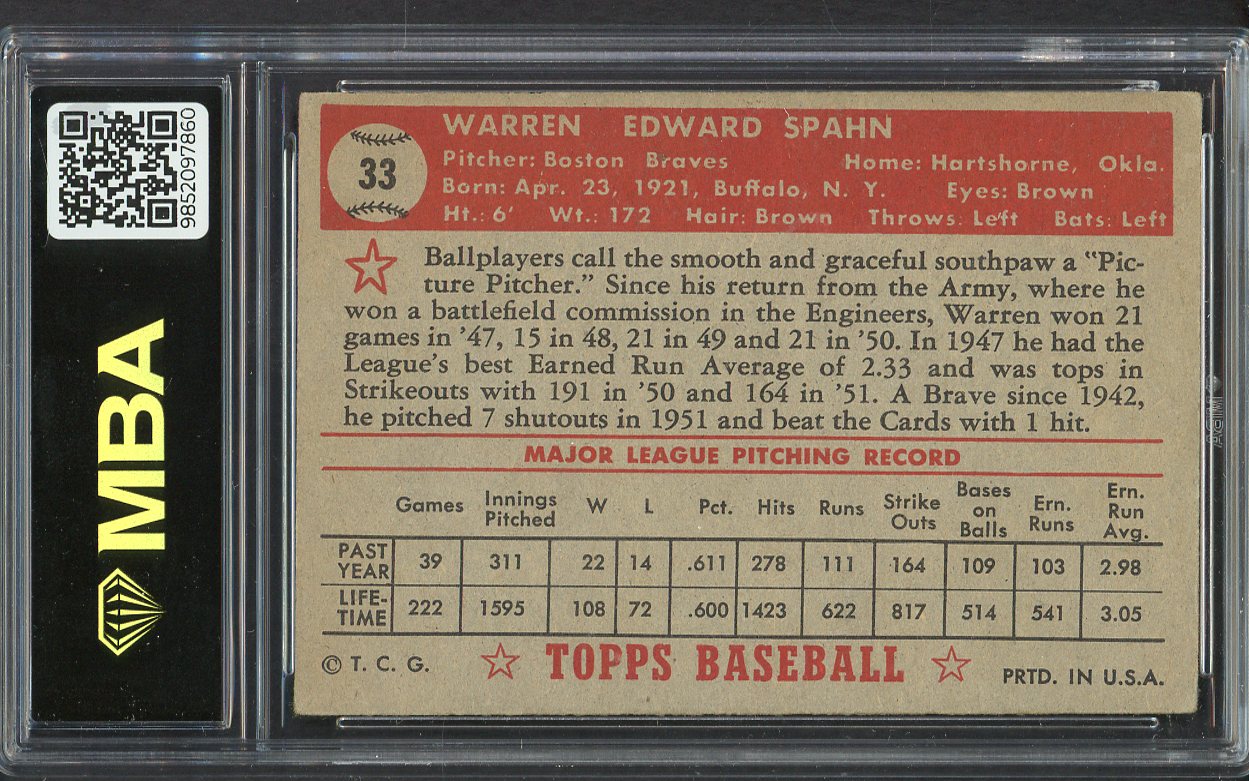 9852097860
MBA
33
WARREN EDWARD SPAHN
Pitcher: Boston Braves Home: Hartshorne, Okla.
Born: Apr. 23, 1921, Buffalo, N. Y. Eyes: Brown
Ht.: 6' Wt.: 172 Hair: Brown Throws: Left Bats: Left
Ballplayers call the smooth and graceful southpaw a "Pic-
ture Pitcher." Since his return from the Army, where he
won a battlefield commission in the Engineers, Warren won 21
games in '47, 15 in 48, 21 in 49 and 21 in '50. In 1947 he had the
League's best Earned Run Average of 2.33 and was tops in
Strikeouts with 191 in '50 and 164 in '51. A Brave since 1942,
he pitched 7 shutouts in 1951 and beat the Cards with 1 hit.
MAJOR LEAGUE PITCHING RECORD
Games Innings Pitched W L Pct. Hits Runs Strike Outs Bases on Balls Ern. Runs Ern. Run Avg.
PAST YEAR 39 311 22 14 .611 278 111 164 109 103 2.98
LIFE-TIME 222 1595 108 72 .600 1423 622 817 514 541 3.05
© T. C. G. TOPPS BASEBALL PRTD. IN U.S.A.